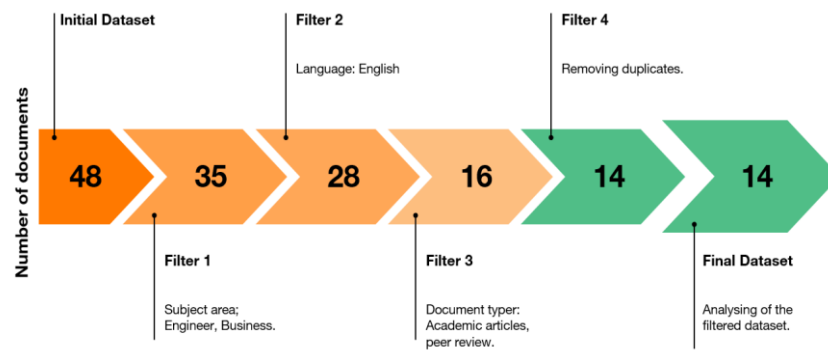 Initial Dataset
Filter 2
Language: English
Filter 4
Removing duplicates.
Number of documents
48
35
28
16
14
14
Filter 1
Subject area;
Engineer, Business.
Filter 3
Document typer:
Academic articles,
peer review.
Final Dataset
Analysing of the
filtered dataset.